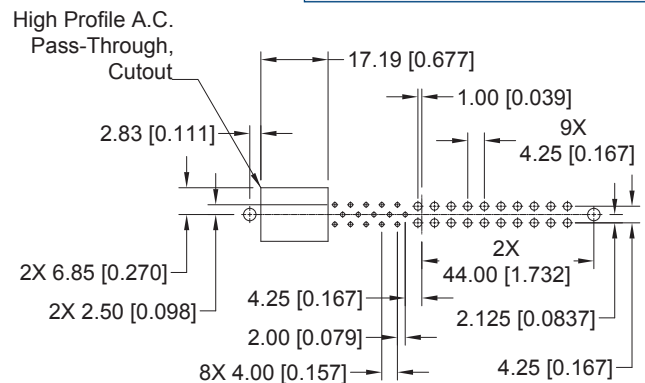 High Profile A.C.
Pass-Through,
Cutout
17.19 [0.677]
1.00 [0.039]
2.83 [0.111]
9X
4.25 [0.167]
2X 6.85 [0.270]
2X
44.00 [1.732]
2X 2.50 [0.098]
4.25 [0.167]
2.125 [0.0837]
2.00 [0.079]
8X 4.00 [0.157]
4.25 [0.167]